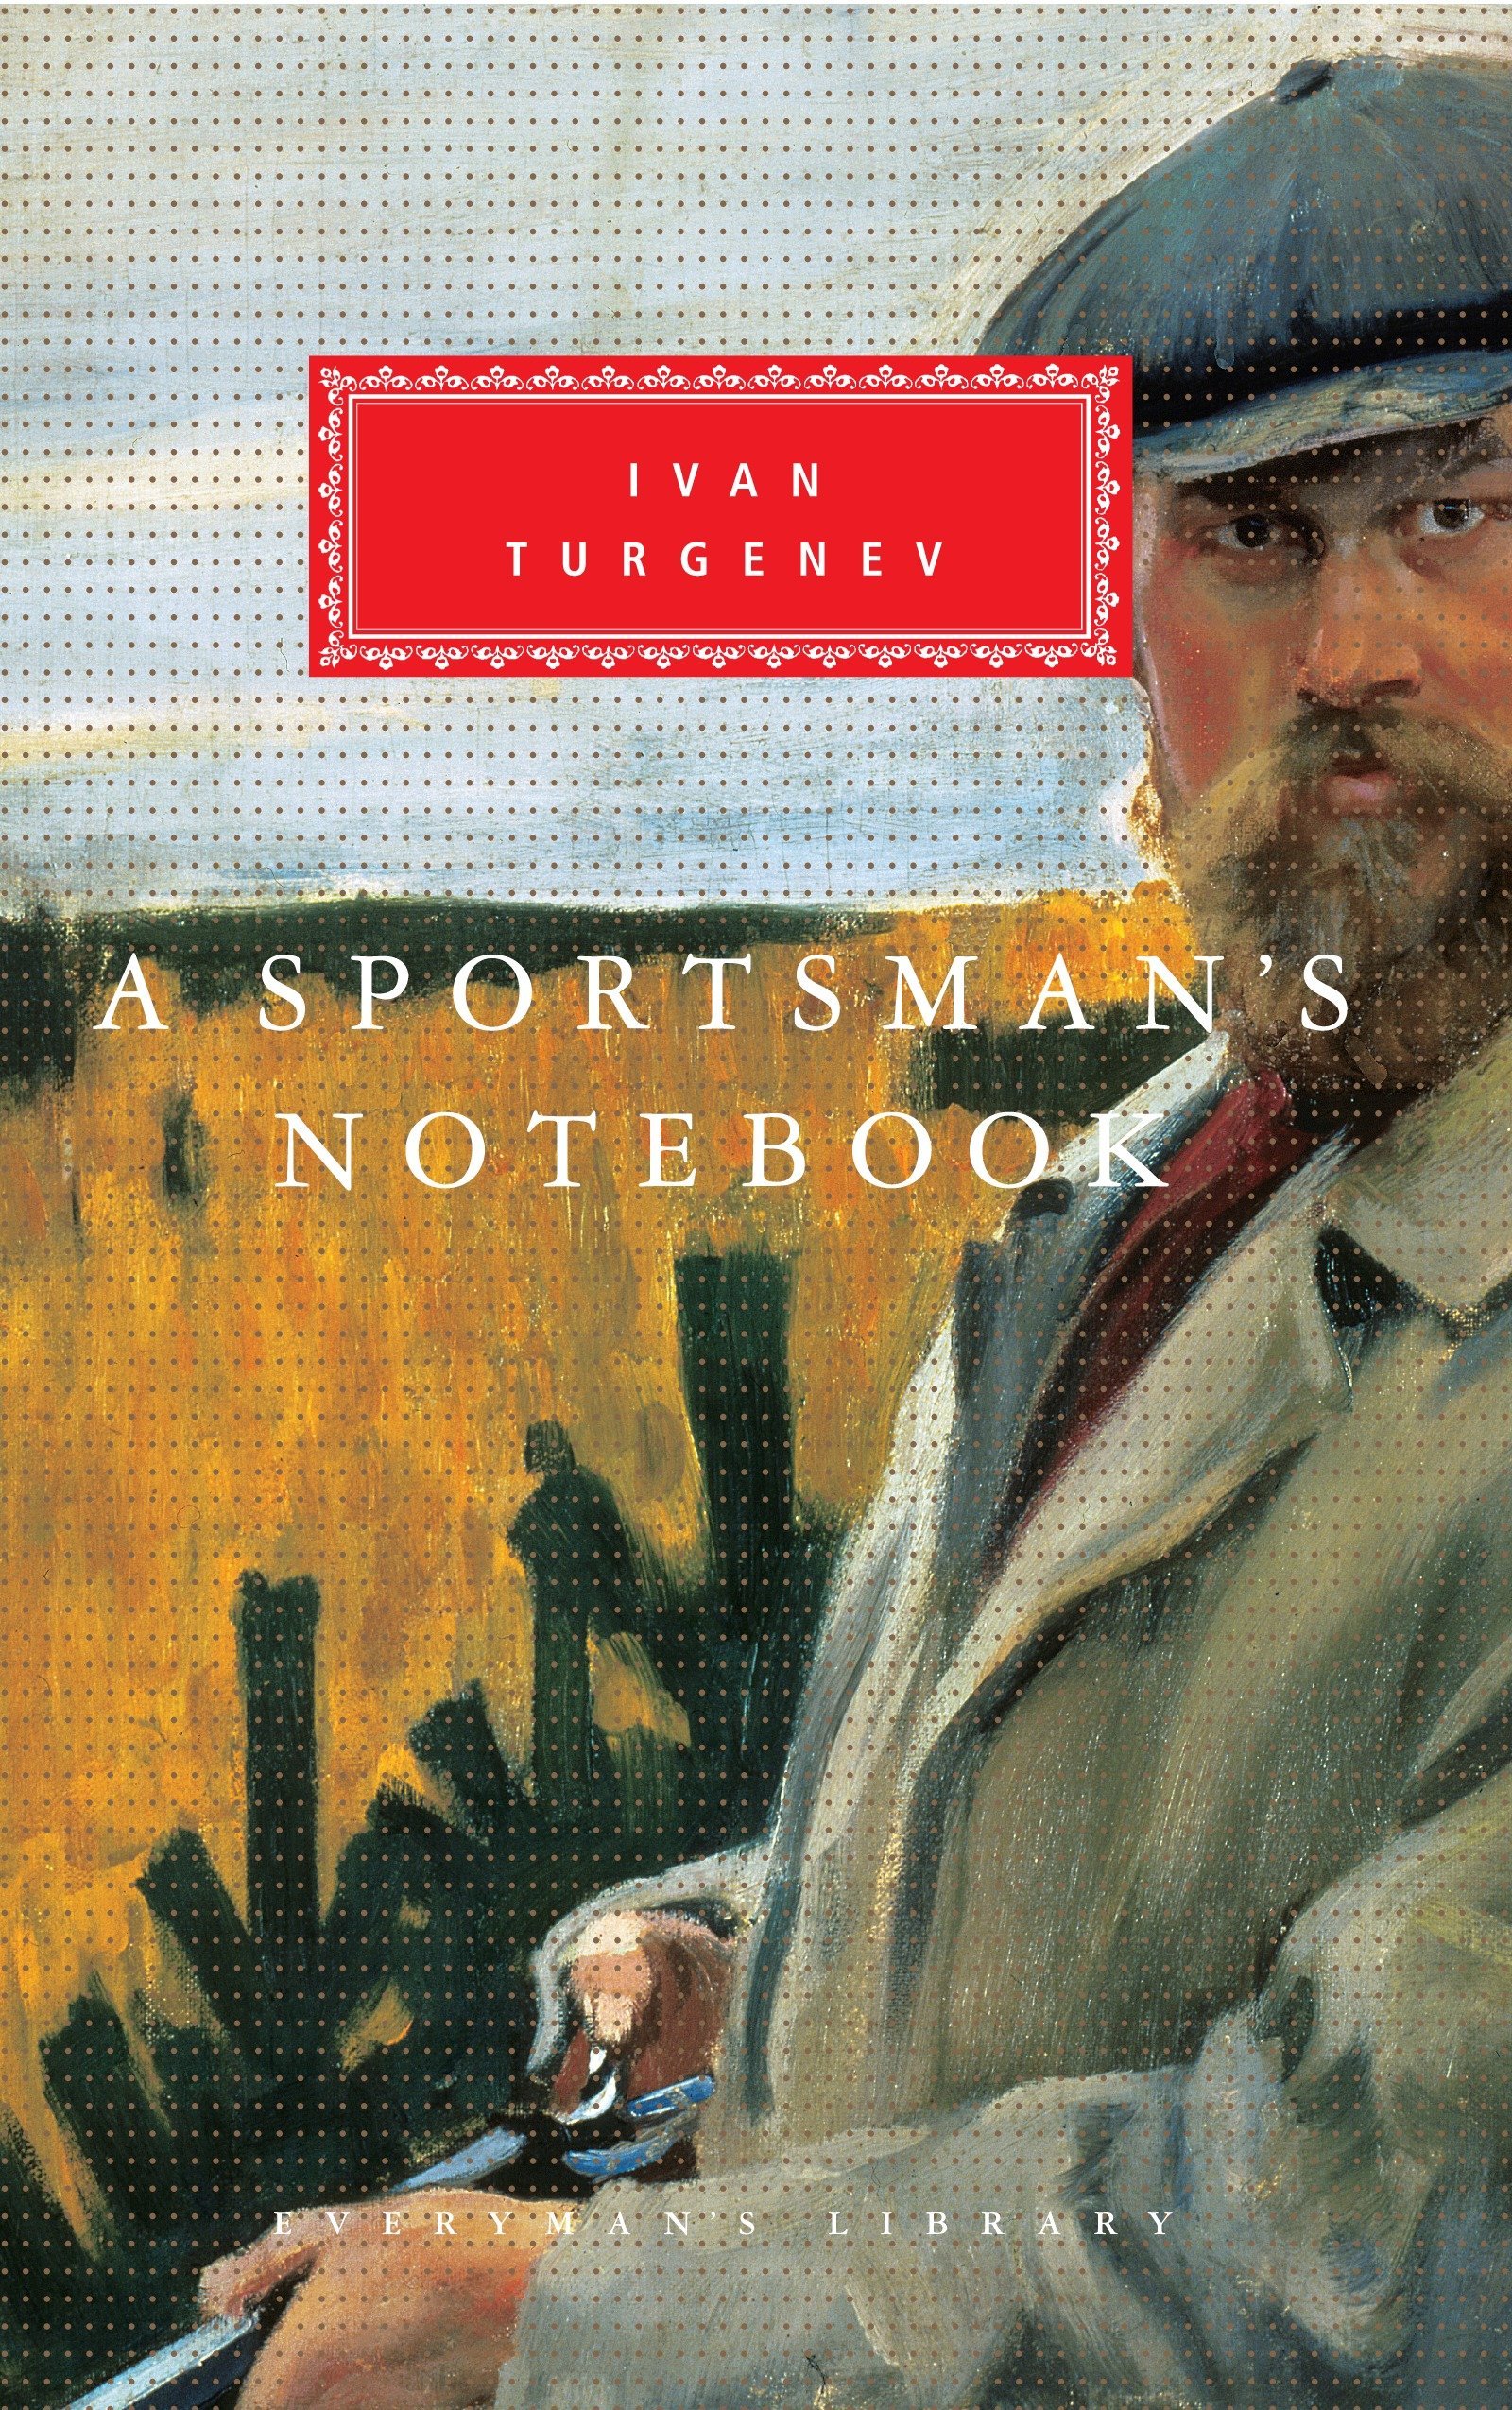 IVAN
TURGENEV
A SPORTSMAN'S
NOTEBOOK
EVERYMAN'S LIBRARY